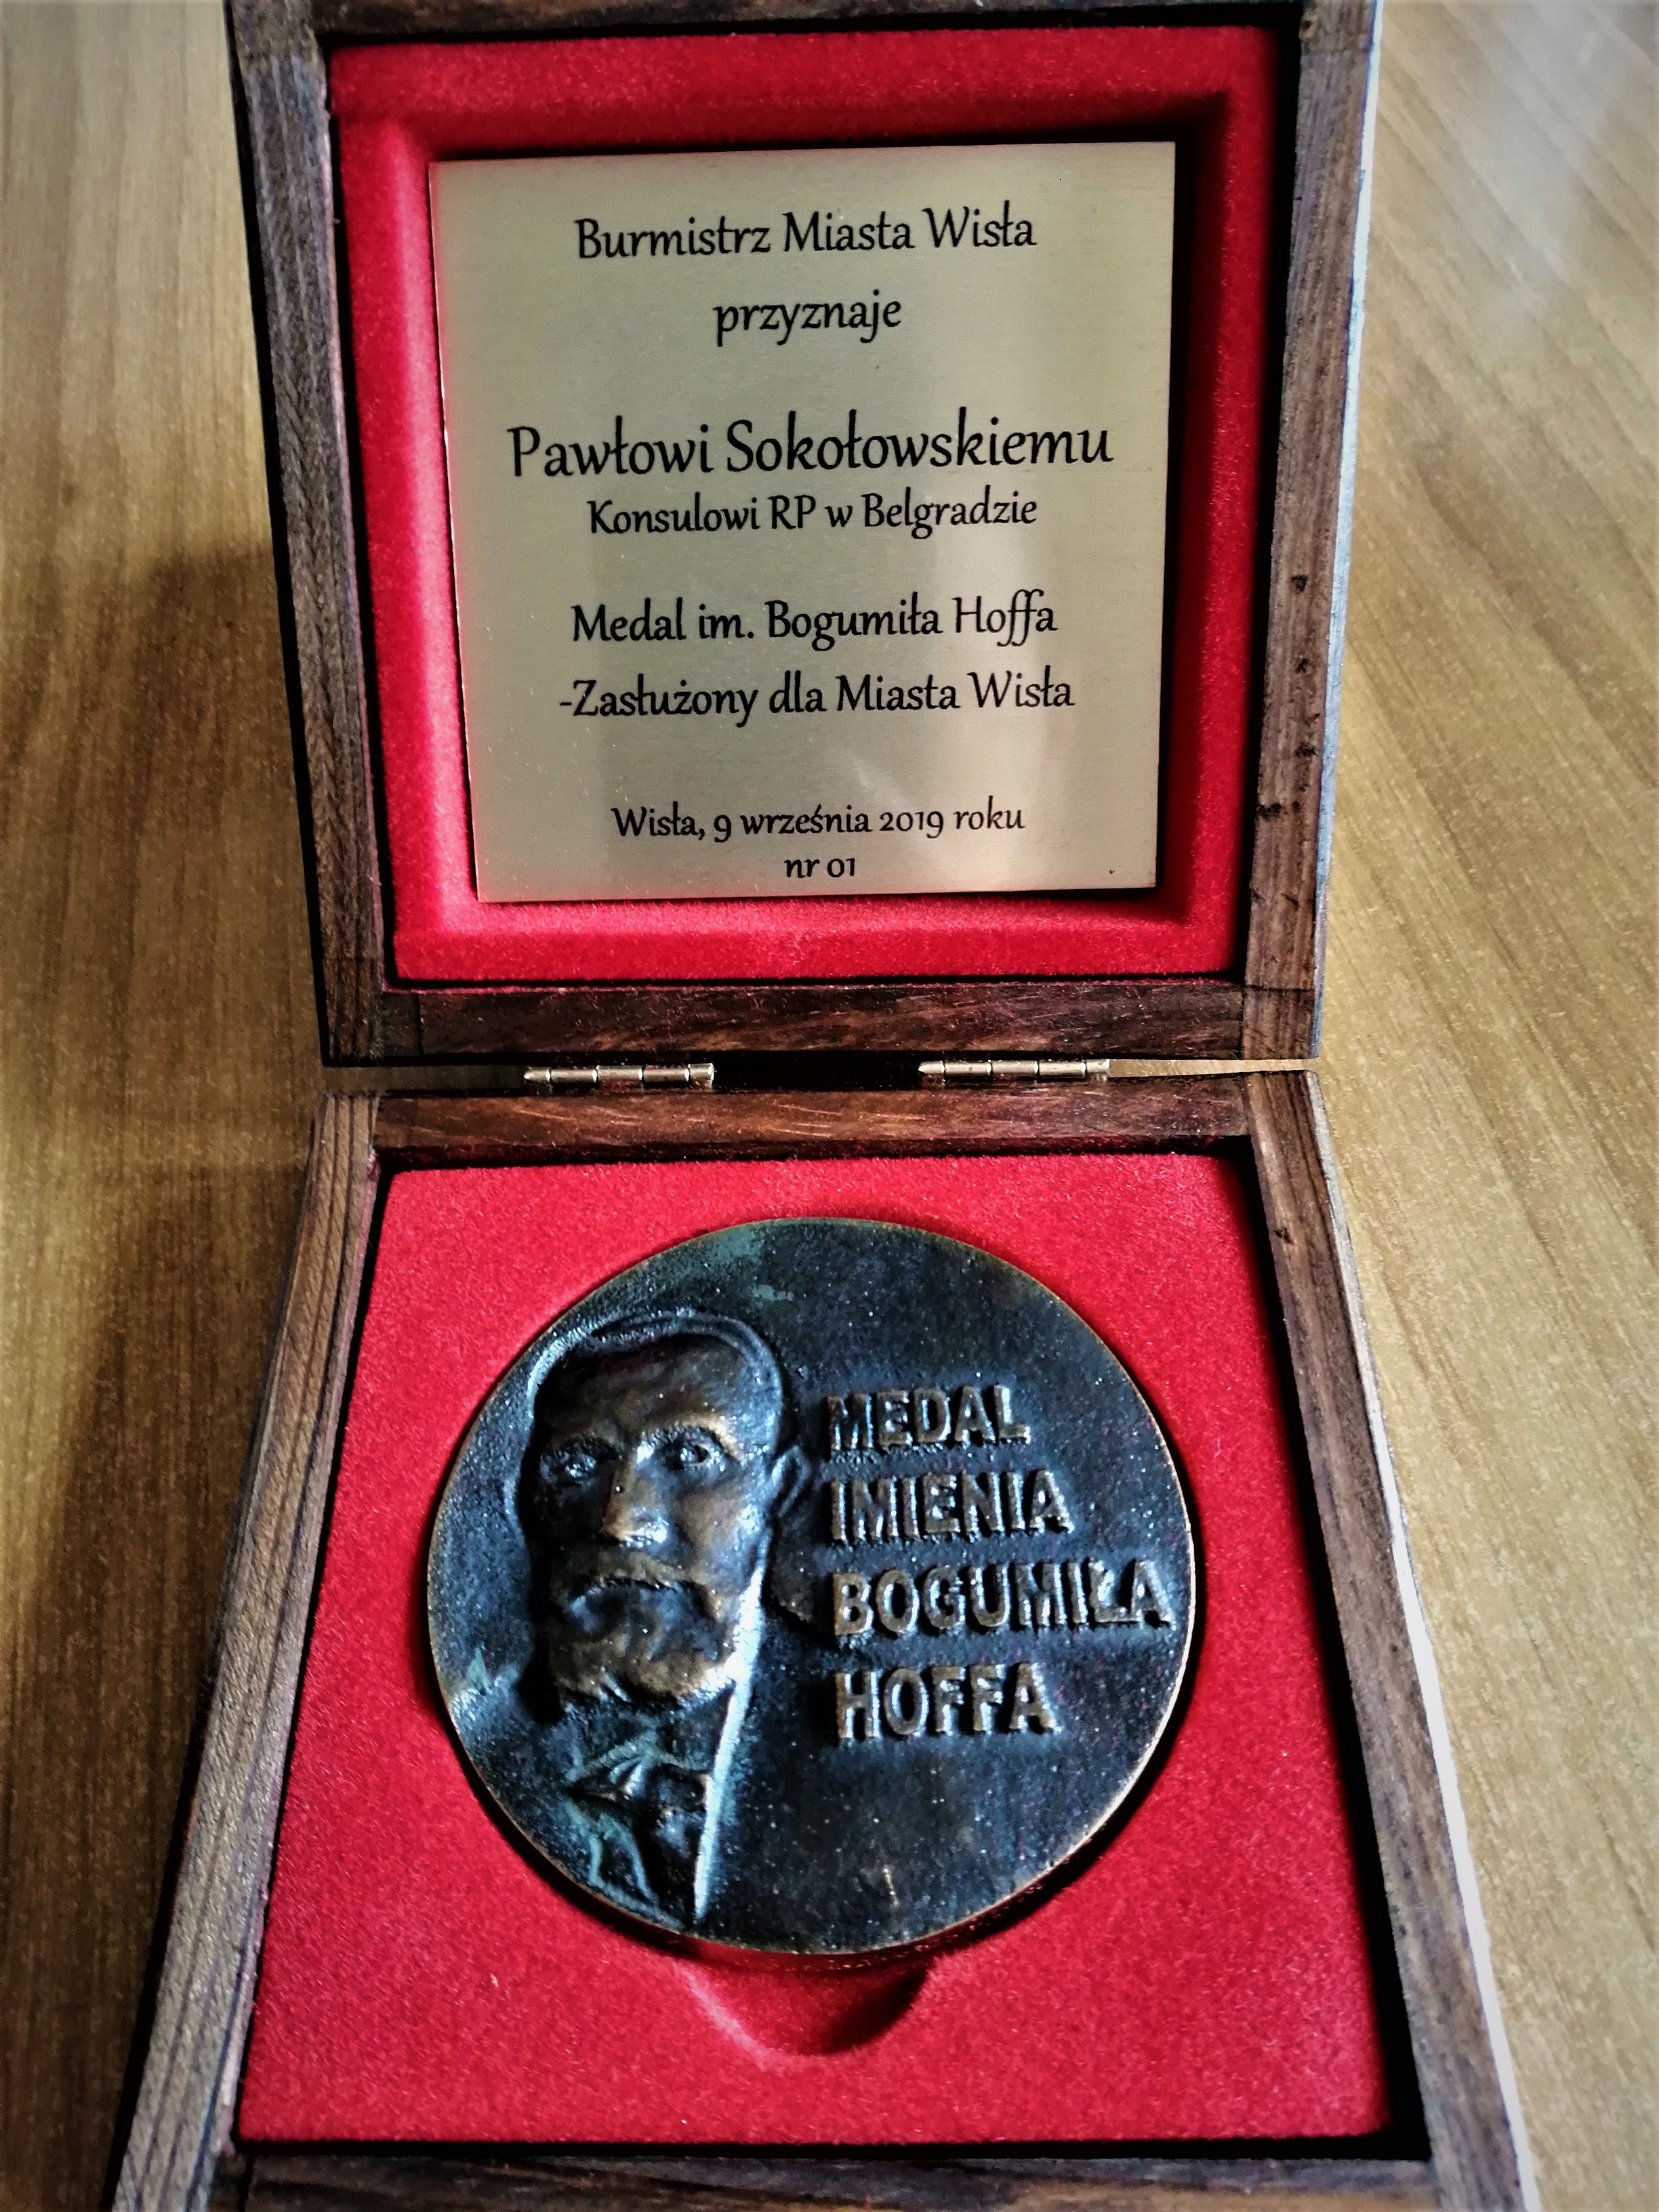 Burmistrz Miasta Wisła
przyznaje
Pawłowi Sokołowskiemu
Konsulowi RP w Belgradzie
Medal im. Bogumiła Hoffa
-Zasłużony dla Miasta Wisła
Wisła, 9 września 2019 roku
nr 01
MEDAL
IMIENIA
BOGUMIŁA
HOFFA